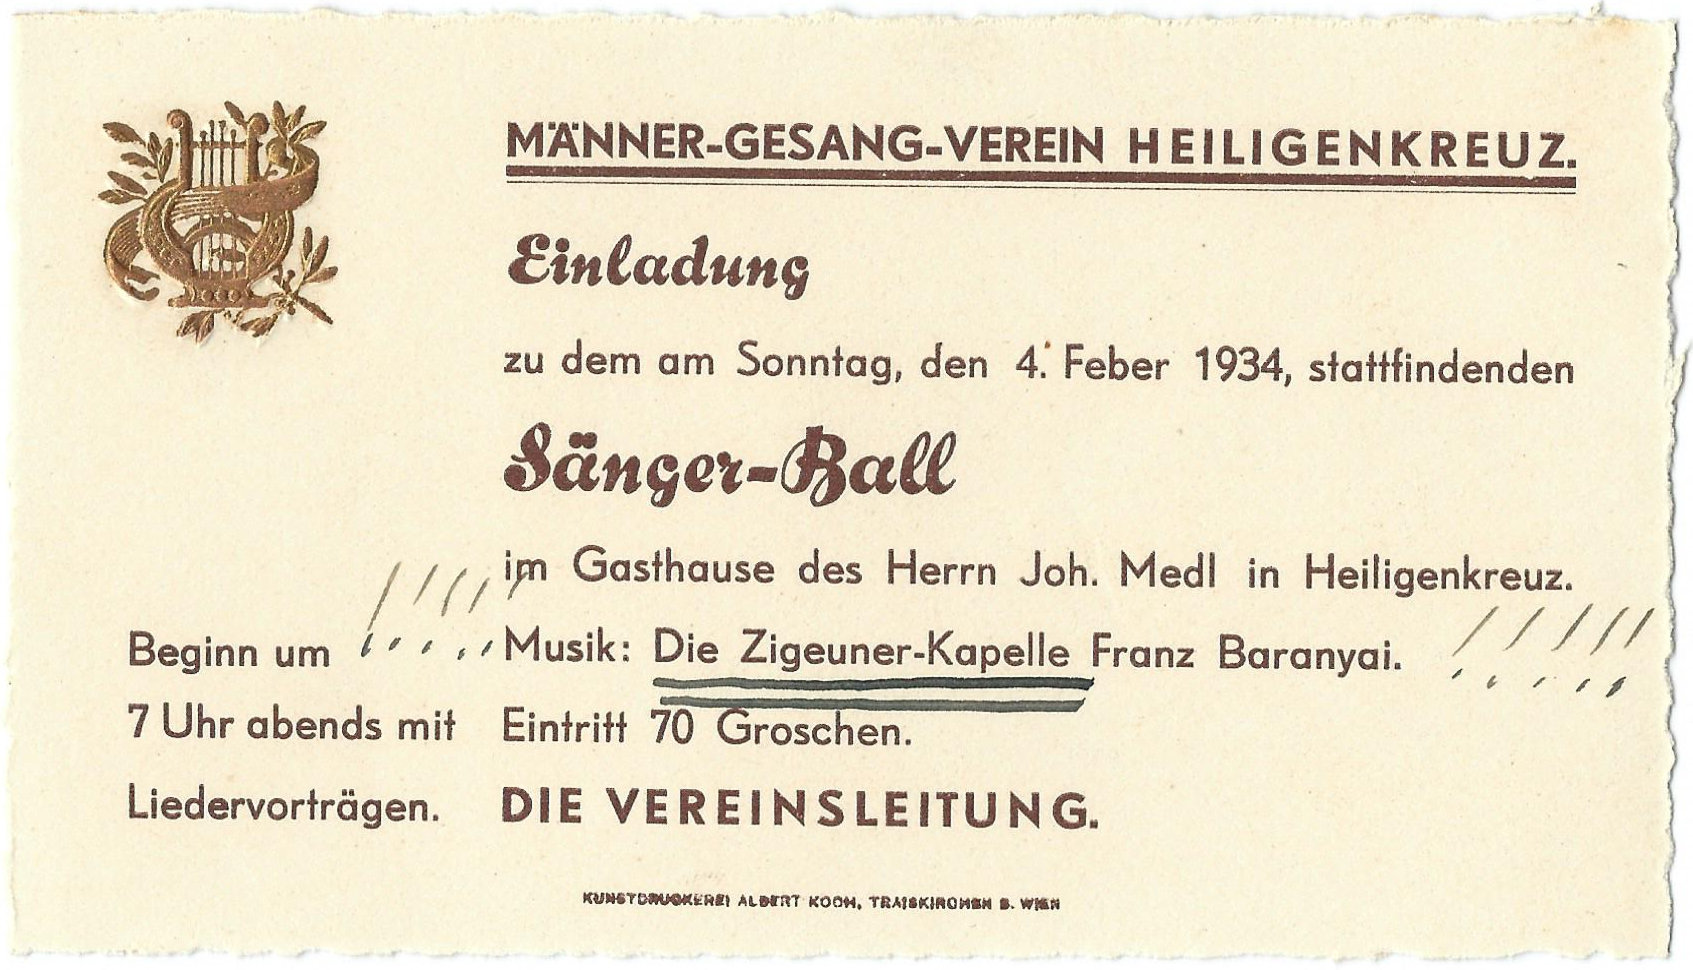 MÄNNER-GESANG-VEREIN HEILIGENKREUZ.
Einladung
zu dem am Sonntag, den 4. Feber 1934, stattfindenden
Sänger-Ball
im Gasthause des Herrn Joh. Medl in Heiligenkreuz.
Beginn um !!!!! Musik: Die Zigeuner-Kapelle Franz Baranyai. !!!!!
7 Uhr abends mit Eintritt 70 Groschen.
Liedervorträgen. DIE VEREINSLEITUNG.
KUNSTDRUCKEREI ALBERT KOCH, TRAISKIRCHEN B. WIEN